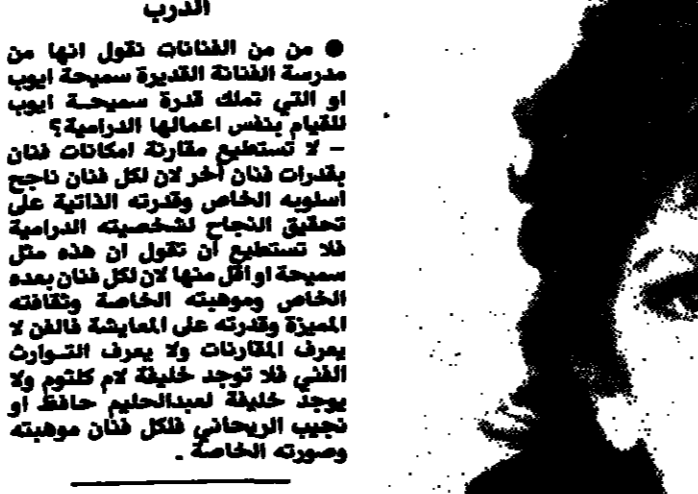 الدرب
● من من الفنانات نقول انها من
مدرسة الفنانة القديرة سميحة ايوب
او التي تملك قدرة سميحـة ايوب
للقيام بنفس اعمالها الدرامية؟
– لا تستطيع مقارنة امكانات فنان
بقدرات فنان أخر لان لكل فنان ناجح
اسلوبه الخاص وقدرته الذاتية على
تحقيق النجاح لشخصيته الدرامية
فلا تستطيع أن تقول ان هذه مثل
سميحة او اقل منها لان لكل فنان بعده
الخاص وموهبته الخاصة وثقافته
المميزة وقدرته على المعايشة فالفن لا
يعرف المقارنات ولا يعرف التـوارث
الفني فلا توجد خليفة لام كلثوم ولا
يوجد خليفة لعبدالحليم حافظ او
نجيب الريحاني فلكل فنان موهبته
وصورته الخاصة .